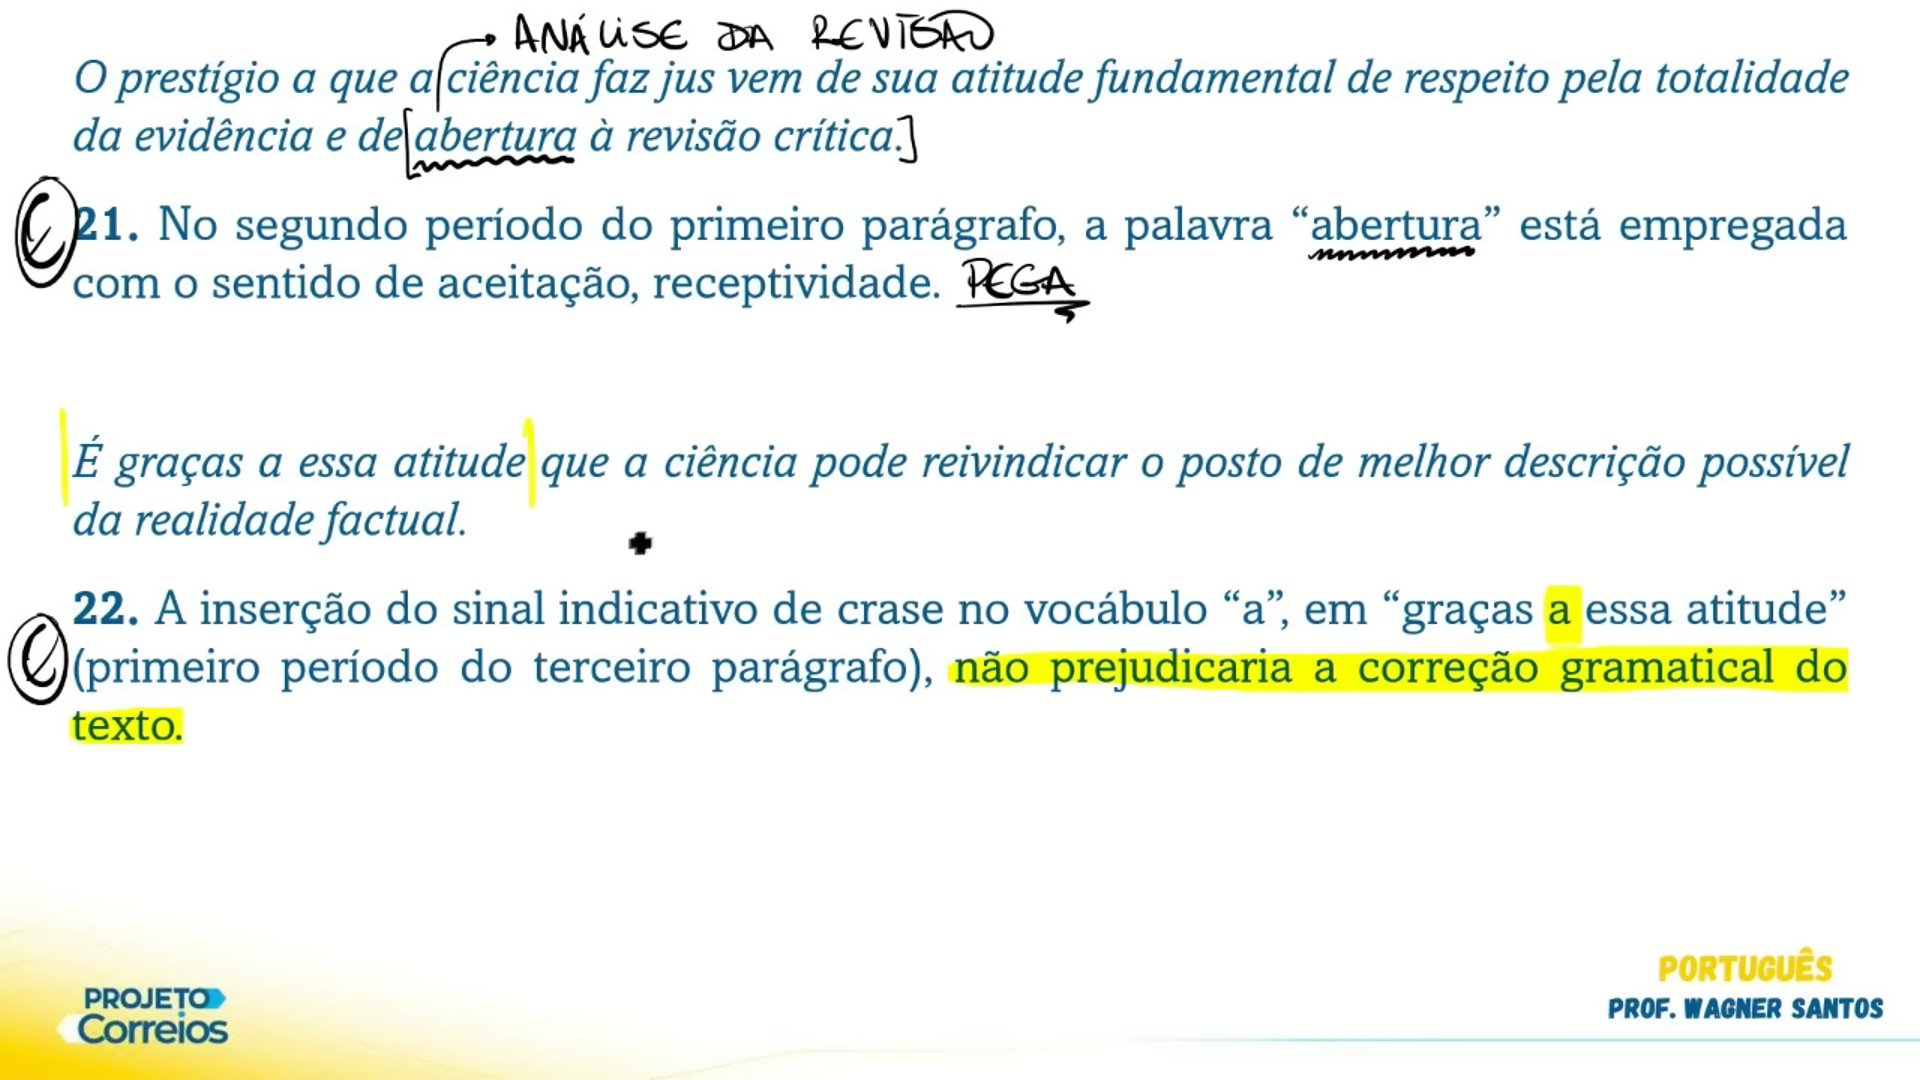 ANÁLISE DA REVISÃO
O prestígio a que a ciência faz jus vem de sua atitude fundamental de respeito pela totalidade
da evidência e de [abertura à revisão crítica.]
21. No segundo período do primeiro parágrafo, a palavra “abertura” está empregada
com o sentido de aceitação, receptividade. PEGA
É graças a essa atitude que a ciência pode reivindicar o posto de melhor descrição possível
da realidade factual.
22. A inserção do sinal indicativo de crase no vocábulo “a”, em “graças a essa atitude”
(primeiro período do terceiro parágrafo), não prejudicaria a correção gramatical do
texto.
PROJETO
Correios
PORTUGUÊS
PROF. WAGNER SANTOS